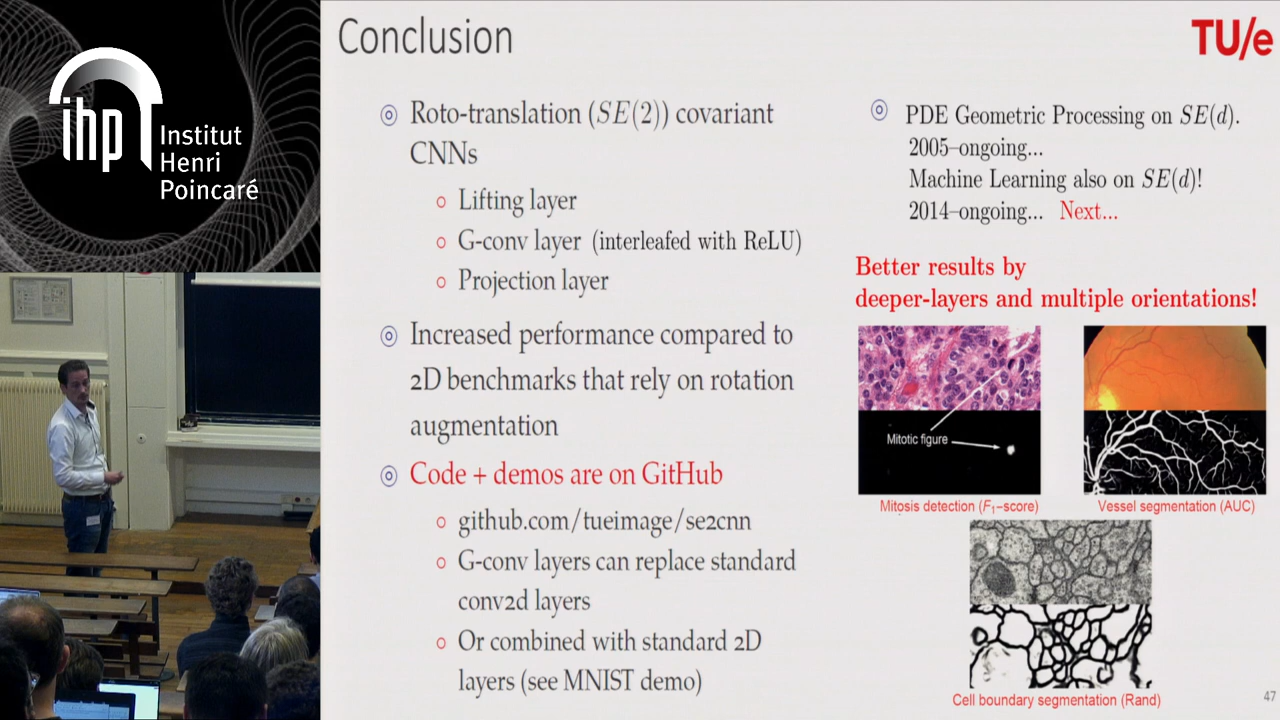 ihp
Institut
Henri
Poincaré
Conclusion
TU/e
Roto-translation (SE(2)) covariant
CNNs
Lifting layer
G-conv layer (interleafed with ReLU)
Projection layer
Increased performance compared to
2D benchmarks that rely on rotation
augmentation
Code + demos are on GitHub
github.com/tueimage/se2cnn
G-conv layers can replace standard
conv2d layers
Or combined with standard 2D
layers (see MNIST demo)
PDE Geometric Processing on SE(d).
2005–ongoing...
Machine Learning also on SE(d)!
2014–ongoing... Next...
Better results by
deeper-layers and multiple orientations!
Mitotic figure
Mitosis detection (F₁–score)
Vessel segmentation (AUC)
Cell boundary segmentation (Rand)
47